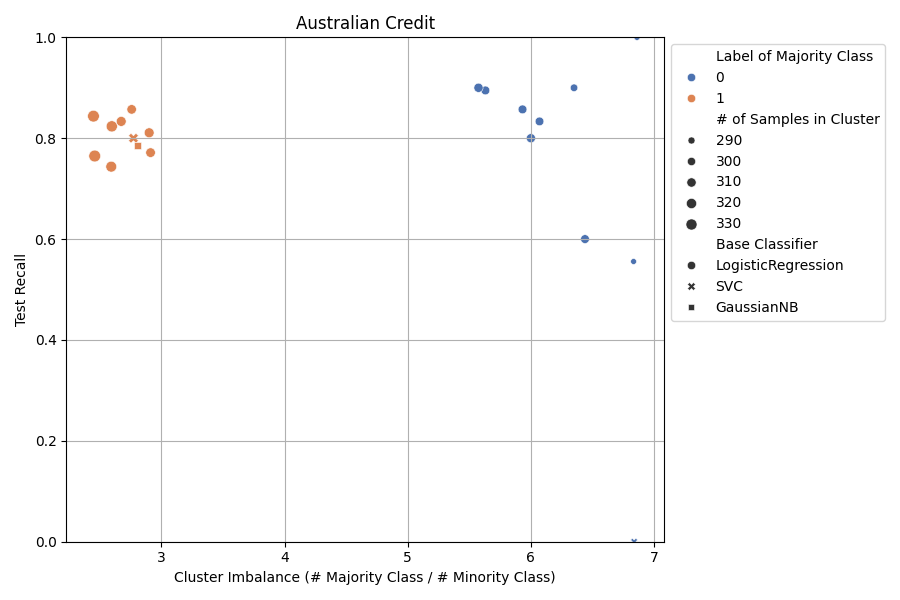 Australian Credit
1.0
0.8
0.6
0.4
0.2
0.0
Test Recall
3
4
5
6
7
Cluster Imbalance (# Majority Class / # Minority Class)
Label of Majority Class
0
1
# of Samples in Cluster
290
300
310
320
330
Base Classifier
LogisticRegression
SVC
GaussianNB